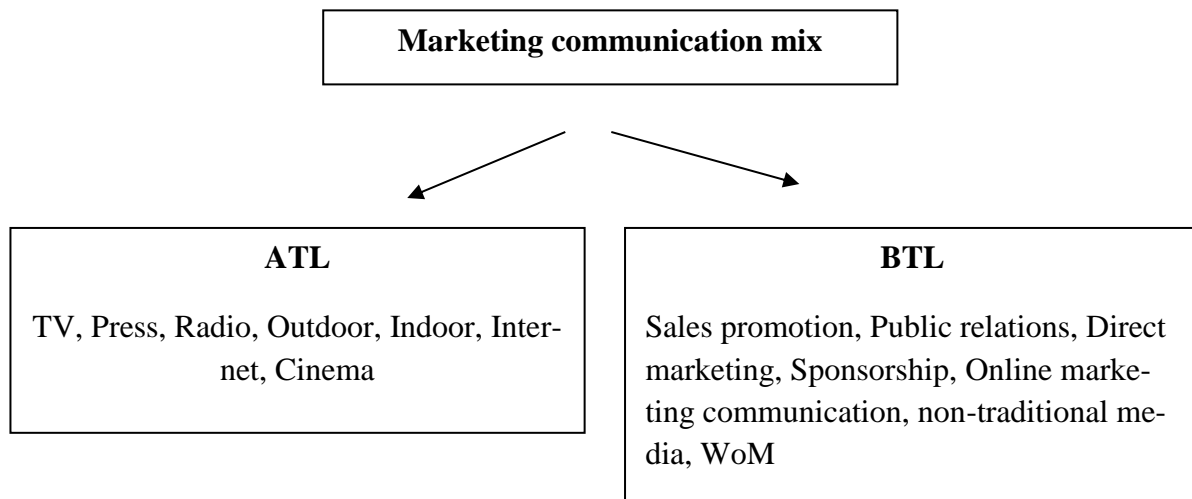 Marketing communication mix
ATL
TV, Press, Radio, Outdoor, Indoor, Inter-
net, Cinema
BTL
Sales promotion, Public relations, Direct
marketing, Sponsorship, Online marke-
ting communication, non-traditional me-
dia, WoM